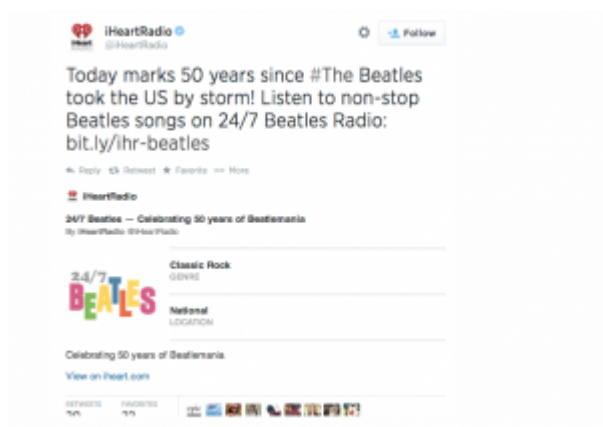 iHeartRadio
@iHeartRadio
Follow
Today marks 50 years since #The Beatles
took the US by storm! Listen to non-stop
Beatles songs on 24/7 Beatles Radio:
bit.ly/ihr-beatles
Reply Retweet Favorite More
iHeartRadio
24/7 Beatles — Celebrating 50 years of Beatlemania
By iHeartRadio @iHeartRadio
24/7
BEATLES
Classic Rock
GENRE
National
LOCATION
Celebrating 50 years of Beatlemania
View on iheart.com
RETWEETS FAVORITES